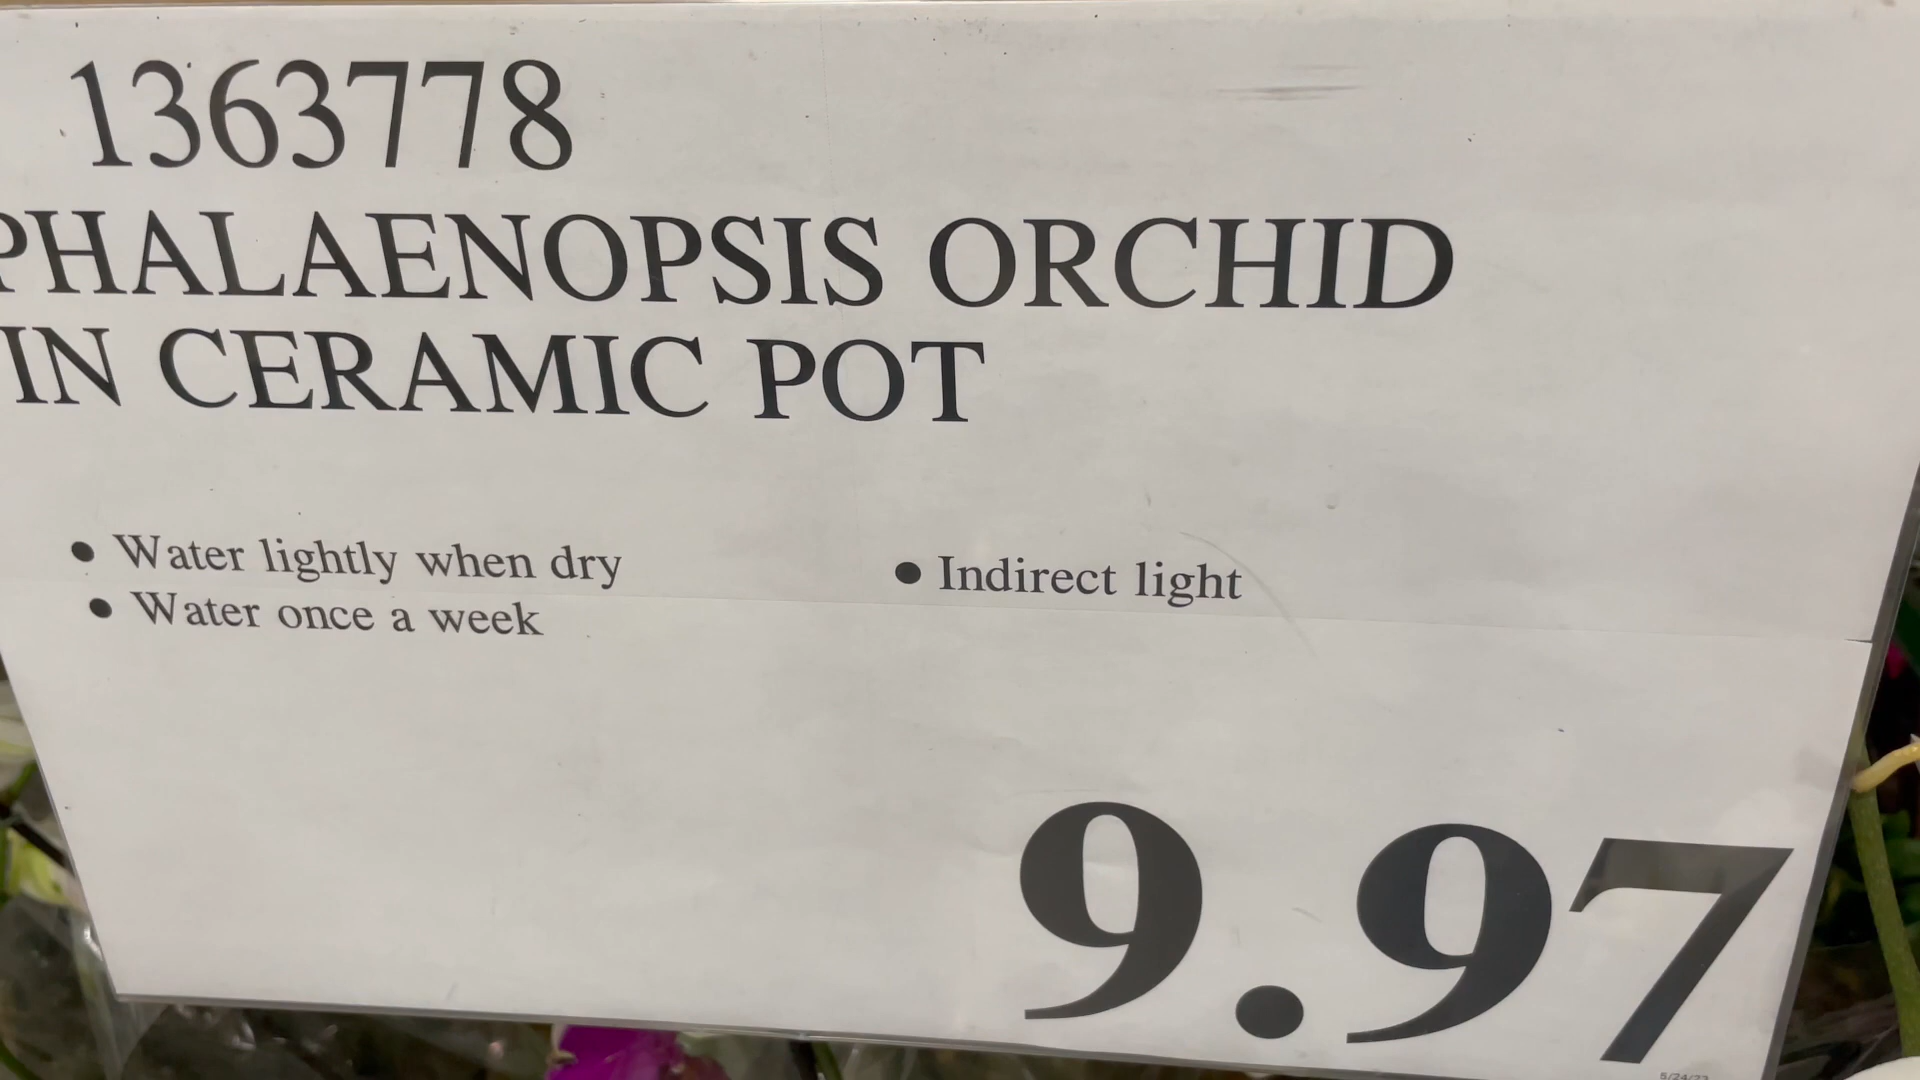 1363778
PHALAENOPSIS ORCHID
IN CERAMIC POT
• Water lightly when dry
• Indirect light
• Water once a week
9.97